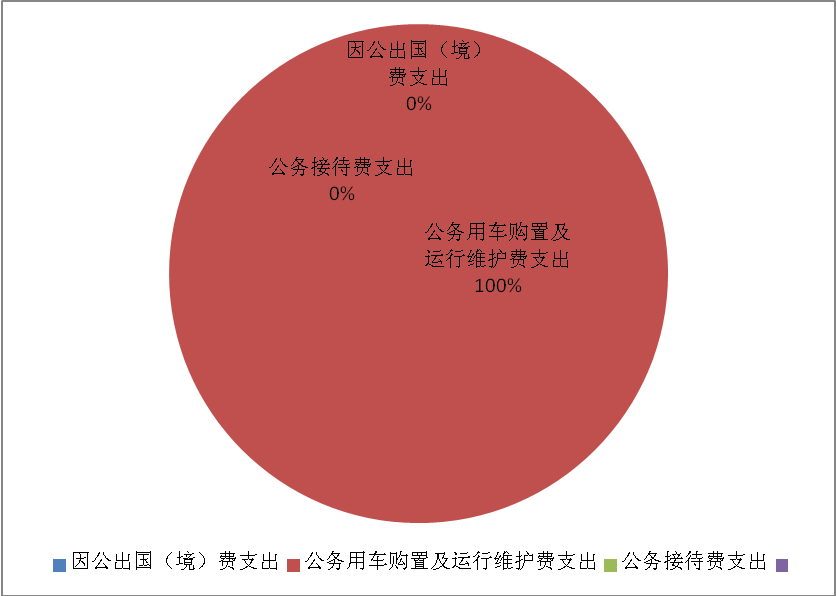 因公出国（境）
费支出
0%
公务接待费支出
0%
公务用车购置及
运行维护费支出
100%
因公出国（境）费支出 公务用车购置及运行维护费支出 公务接待费支出